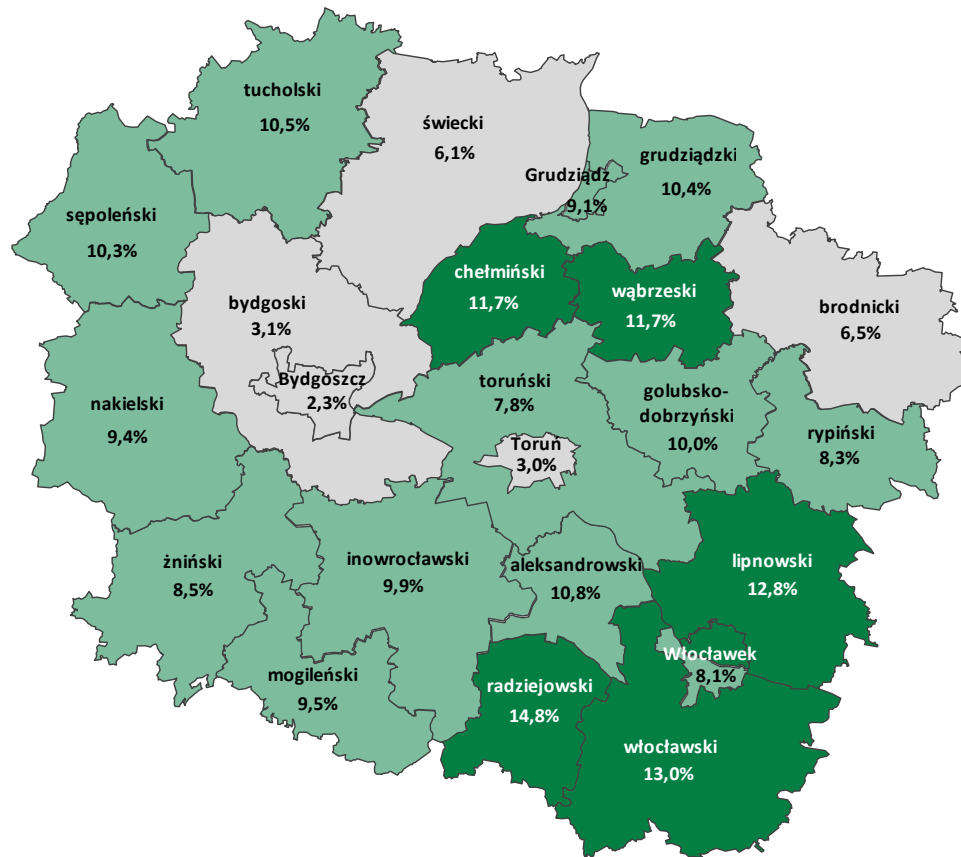 tucholski
10,5%
świecki
6,1%
grudziądzki
10,4%
Grudziądz
9,1%
sępoleński
10,3%
chełmiński
11,7%
wąbrzeski
11,7%
bydgoski
3,1%
brodnicki
6,5%
Bydgoszcz
2,3%
toruński
7,8%
golubsko-
dobrzyński
10,0%
nakielski
9,4%
rypiński
8,3%
Toruń
3,0%
żniński
8,5%
inowrocławski
9,9%
aleksandrowski
10,8%
lipnowski
12,8%
Włocławek
8,1%
mogileński
9,5%
radziejowski
14,8%
włocławski
13,0%